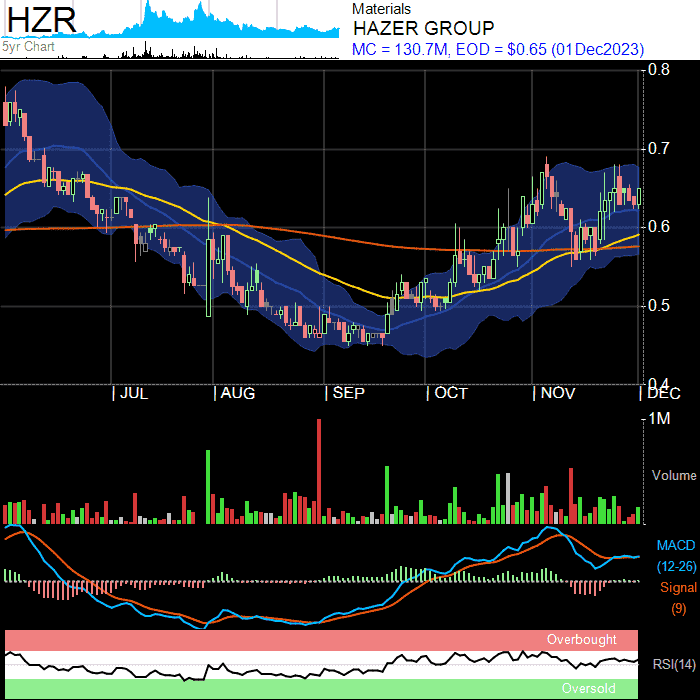 HZR
5yr Chart
Materials
HAZER GROUP
MC = 130.7M, EOD = $0.65 (01Dec2023)
0.8
0.7
0.6
0.5
0.4
| JUL | AUG | SEP | OCT | NOV | DEC
1M
Volume
MACD
(12-26)
Signal
(9)
Overbought
RSI(14)
Oversold